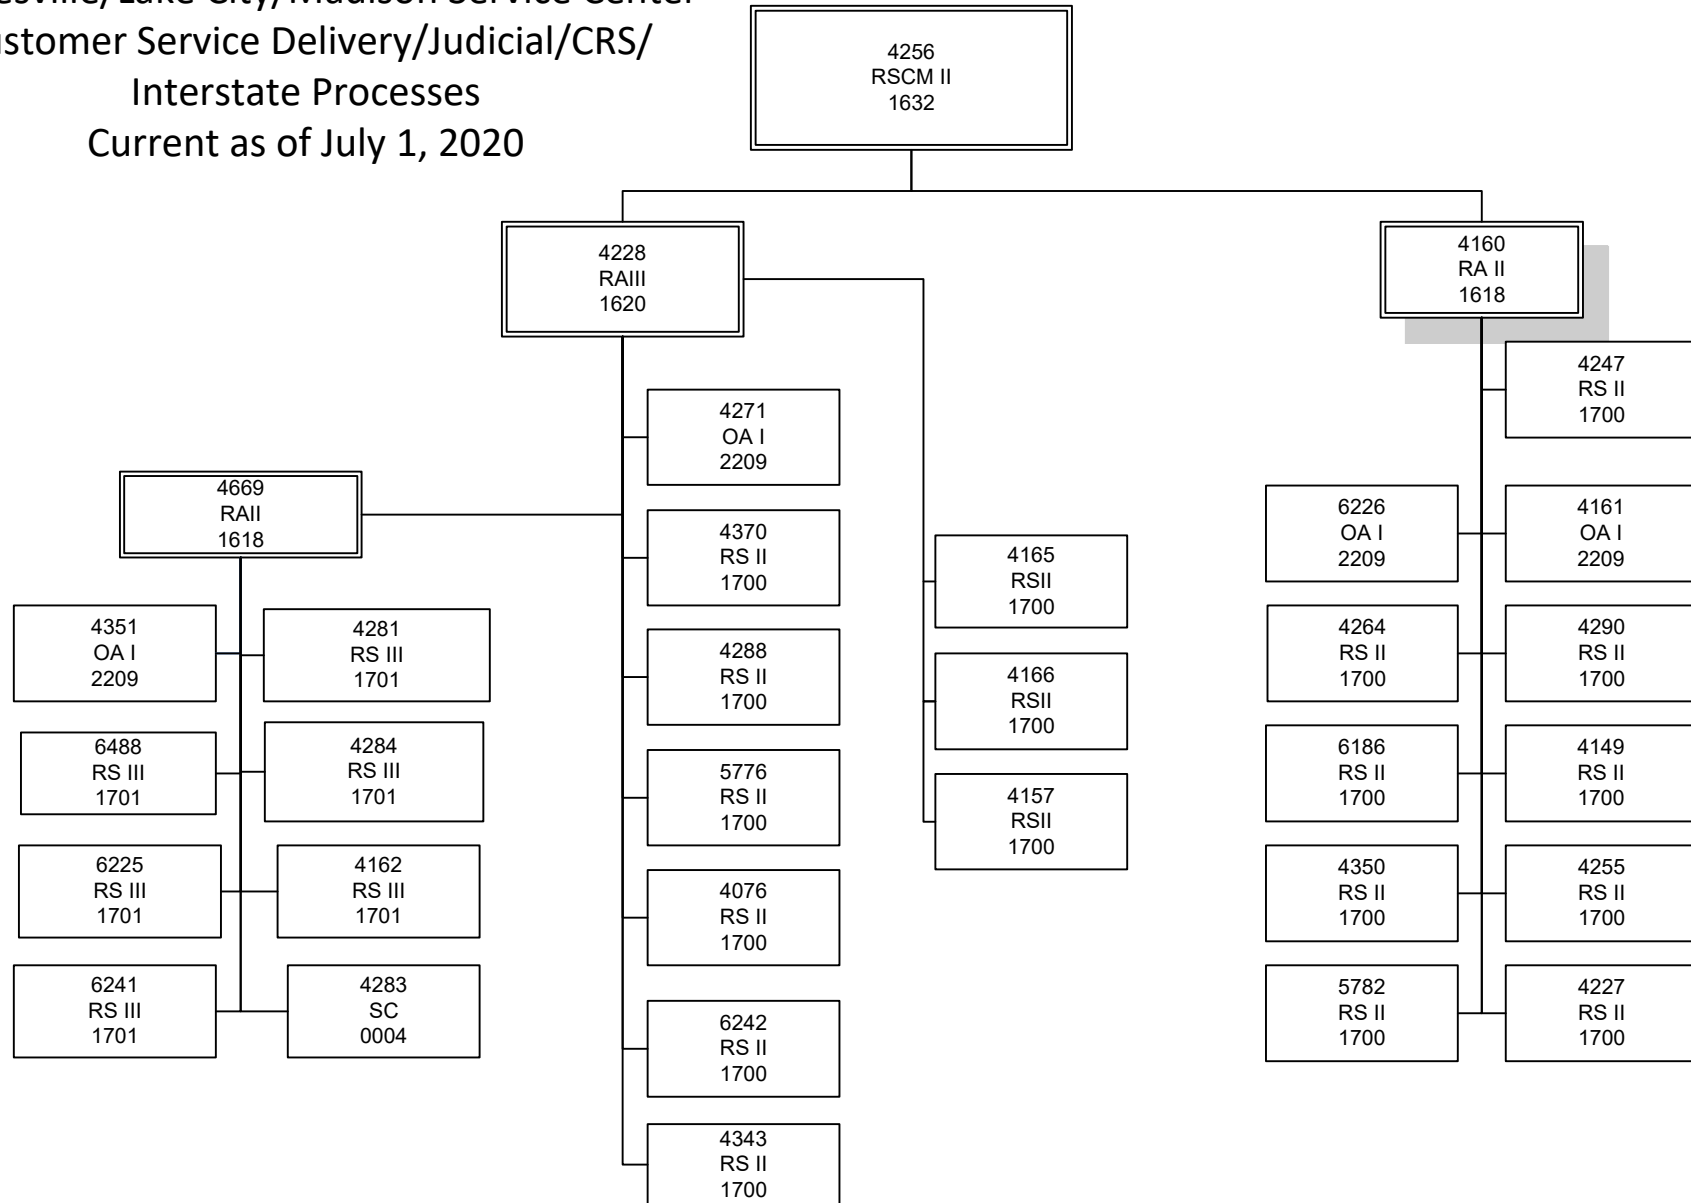 Lake City/Madison Service Center
Customer Service Delivery/Judicial/CRS/
Interstate Processes
Current as of July 1, 2020
4256
RSCM II
1632
4228
RAIII
1620
4160
RA II
1618
4247
RS II
1700
4271
OA I
2209
4669
RAII
1618
6226
OA I
2209
4161
OA I
2209
4370
RS II
1700
4165
RSII
1700
4351
OA I
2209
4281
RS III
1701
4264
RS II
1700
4290
RS II
1700
4288
RS II
1700
4166
RSII
1700
6488
RS III
1701
4284
RS III
1701
6186
RS II
1700
4149
RS II
1700
5776
RS II
1700
4157
RSII
1700
6225
RS III
1701
4162
RS III
1701
4350
RS II
1700
4255
RS II
1700
4076
RS II
1700
6241
RS III
1701
4283
SC
0004
5782
RS II
1700
4227
RS II
1700
6242
RS II
1700
4343
RS II
1700